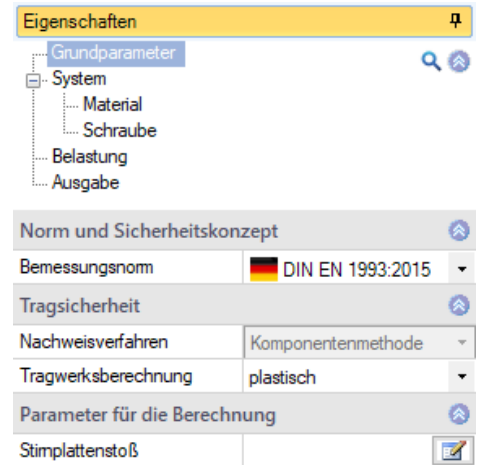 Eigenschaften
Grundparameter
System
Material
Schraube
Belastung
Ausgabe
Norm und Sicherheitskonzept
Bemessungsnorm DIN EN 1993:2015
Tragsicherheit
Nachweisverfahren Komponentenmethode
Tragwerksberechnung plastisch
Parameter für die Berechnung
Stirnplattenstoß